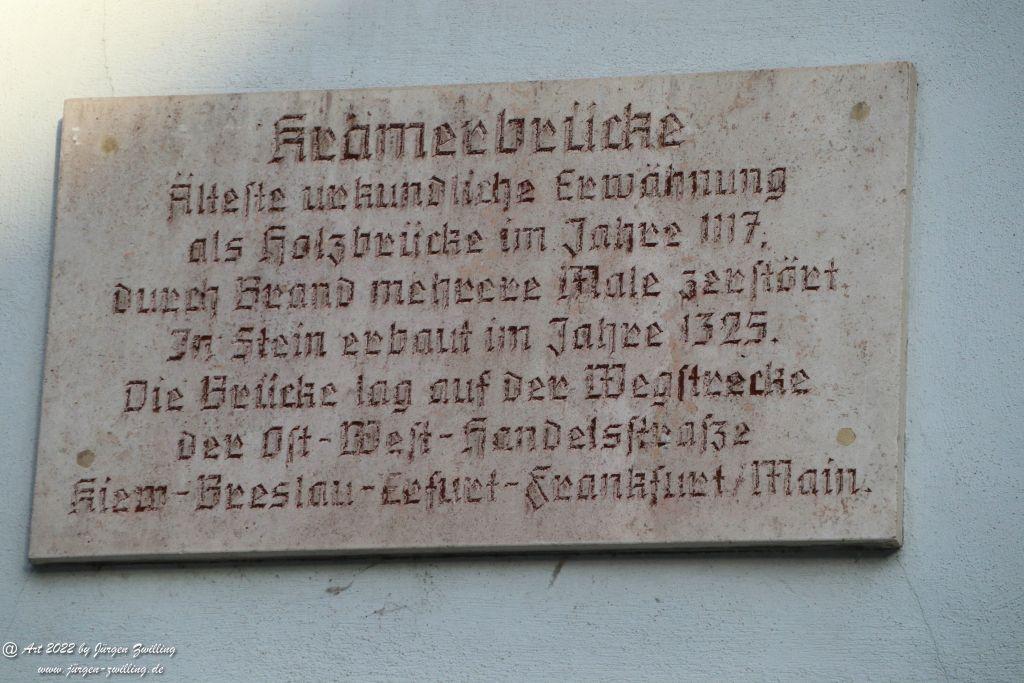 Krämerbrücke
Älteste urkundliche Erwähnung
als Holzbrücke im Jahre 1117,
durch Brand mehrere Male zerstört.
In Stein erbaut im Jahre 1325.
Die Brücke lag auf der Wegstrecke
der Ost-West-Handelsstraße
Kiew-Breslau-Erfurt-Frankfurt/Main.
@ Art 2022 by Jürgen Zwilling
www.jürgen-zwilling.de